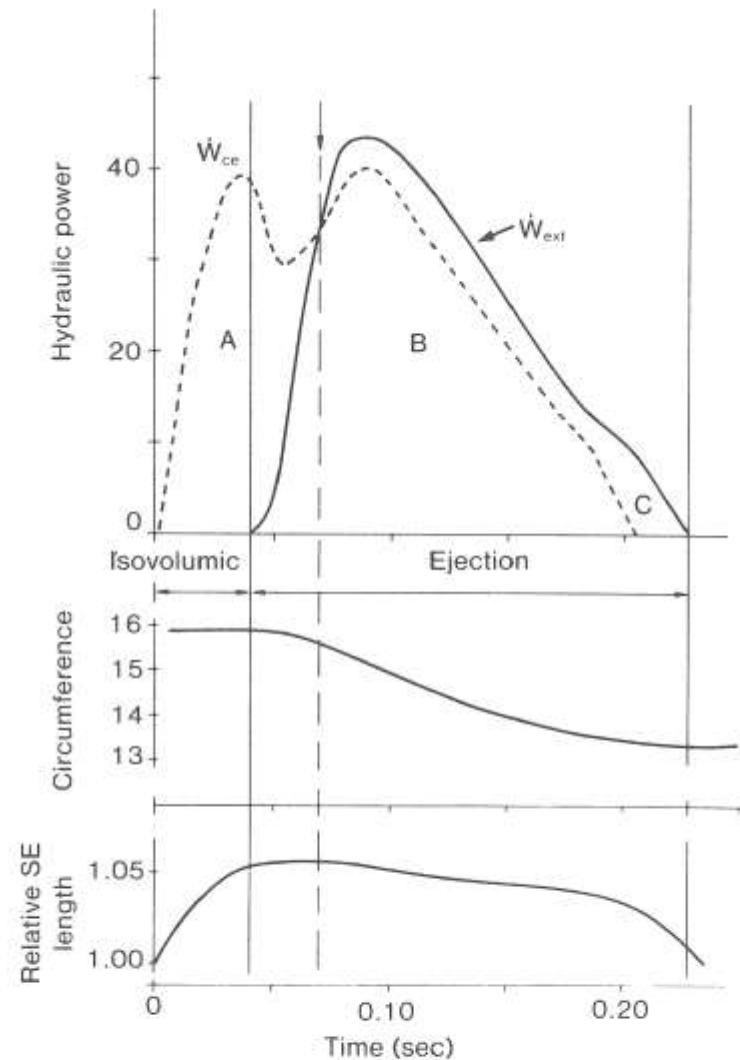 Hydraulic power
40
20
0
Ẇce
Ẇext
A
B
C
Isovolumic
Ejection
Circumference
16
15
14
13
Relative SE
length
1.05
1.00
0
0.10
0.20
Time (sec)